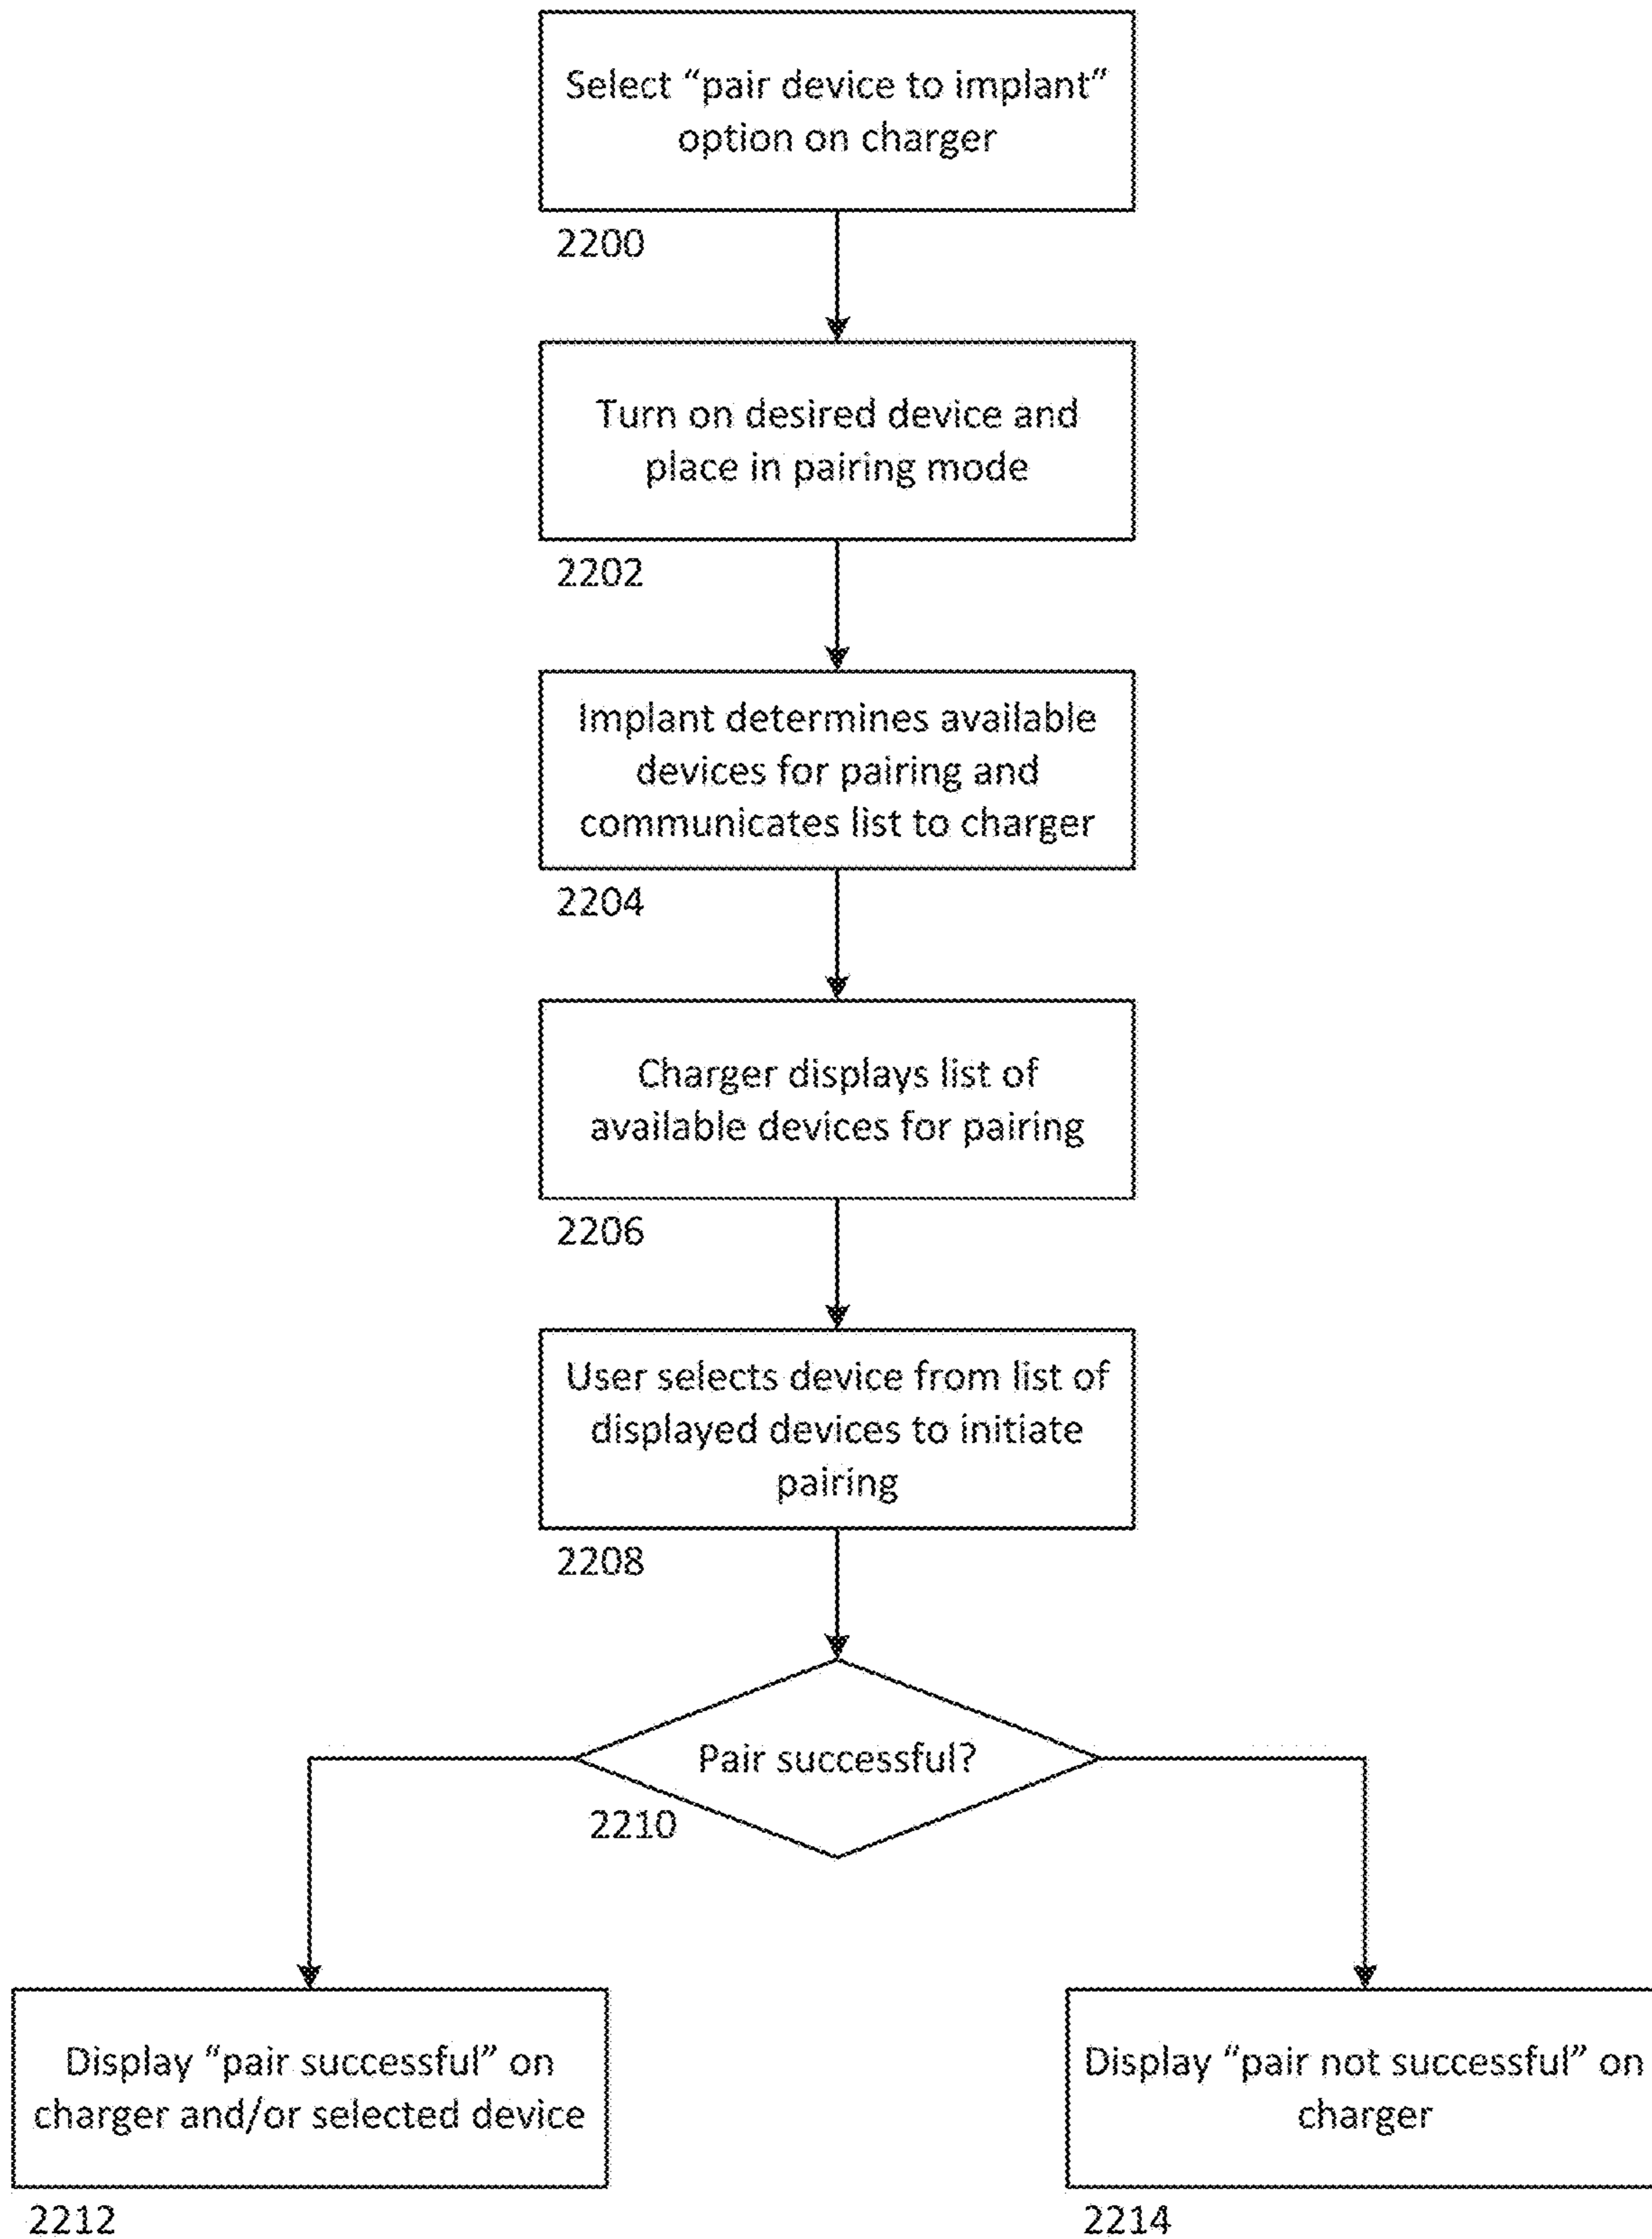 Select “pair device to implant”
option on charger
2200
Turn on desired device and
place in pairing mode
2202
Implant determines available
devices for pairing and
communicates list to charger
2204
Charger displays list of
available devices for pairing
2206
User selects device from list of
displayed devices to initiate
pairing
2208
Pair successful?
2210
Display “pair successful” on
charger and/or selected device
2212
Display “pair not successful” on
charger
2214